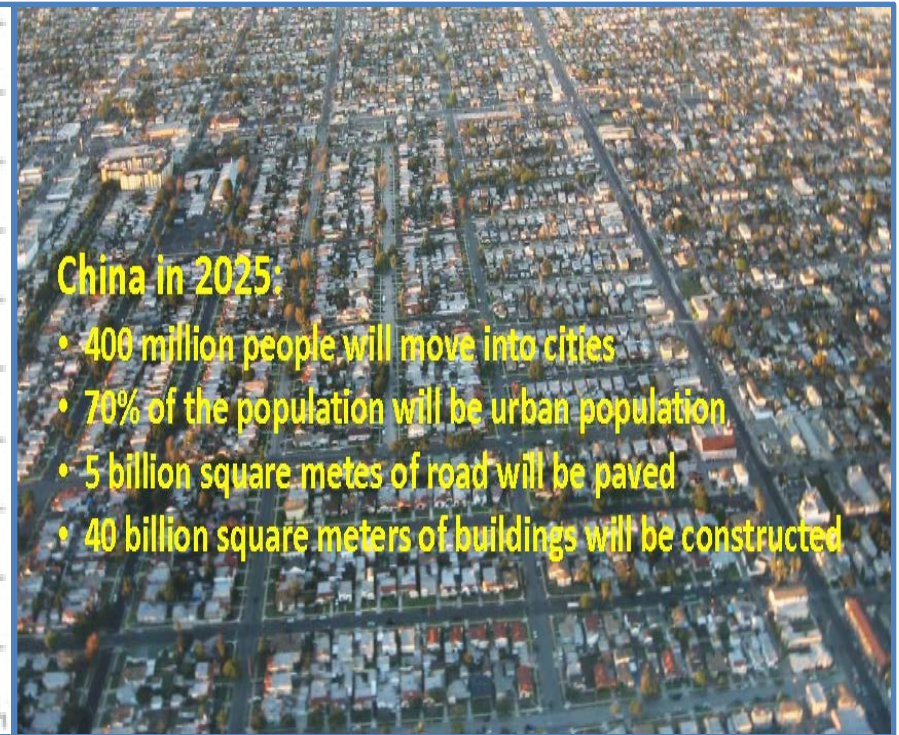 China in 2025:
• 400 million people will move into cities
• 70% of the population will be urban population
• 5 billion square metes of road will be paved
• 40 billion square meters of buildings will be constructed